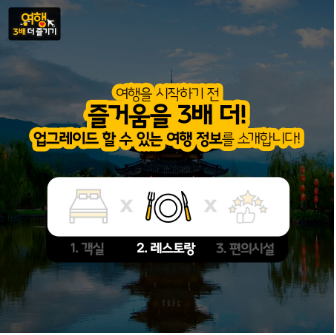 여행
3배 더 즐기기
여행을 시작하기 전
즐거움을 3배 더!
업그레이드 할 수 있는 여행 정보를 소개합니다!
x x
1. 객실 2. 레스토랑 3. 편의시설